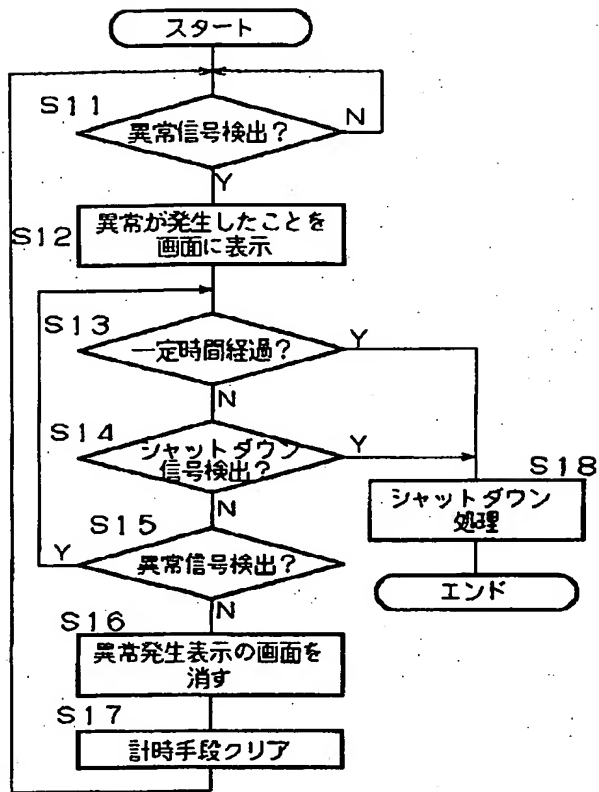 スタート
S11
異常信号検出?
N
Y
S12
異常が発生したことを
画面に表示
S13
一定時間経過?
Y
N
S14
シャットダウン
信号検出?
Y
N
S18
シャットダウン
処理
S15
異常信号検出?
Y
N
エンド
S16
異常発生表示の画面を
消す
S17
計時手段クリア